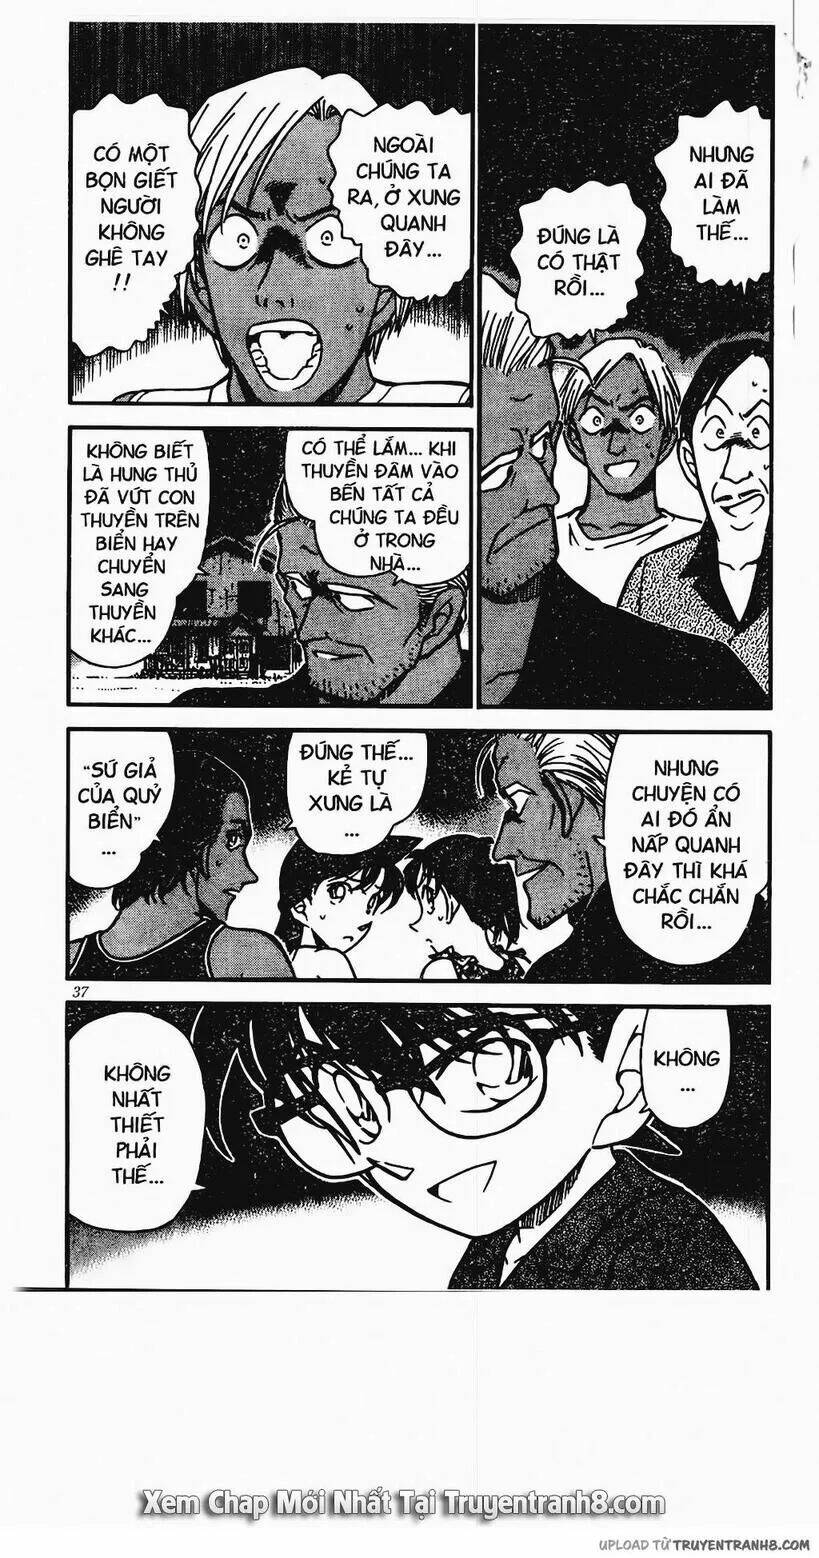 NHƯNG
AI ĐÃ
LÀM
THẾ...
ĐÚNG LÀ
CÓ THẬT
RỒI...
NGOÀI
CHÚNG TA
RA, Ở XUNG
QUANH
ĐÂY...
CÓ MỘT
BỌN GIẾT
NGƯỜI
KHÔNG
GHÊ TAY
!!
CÓ THỂ LẮM... KHI
THUYỀN ĐÂM VÀO
BẾN TẤT CẢ
CHÚNG TA ĐỀU
Ở TRONG
NHÀ...
KHÔNG BIẾT
LÀ HUNG THỦ
ĐÃ VỨT CON
THUYỀN TRÊN
BIỂN HAY
CHUYỂN
SANG
THUYỀN
KHÁC...
NHƯNG
CHUYỆN CÓ
AI ĐÓ ẨN
NẤP QUANH
ĐÂY THÌ KHÁ
CHẮC CHẮN
RỒI...
ĐÚNG THẾ...
KẺ TỰ
XƯNG LÀ
...
"SỨ GIẢ
CỦA QUỶ
BIỂN"
...
37
KHÔNG
...
KHÔNG
NHẤT
THIẾT
PHẢI
THẾ...
Xem Chap Mới Nhất Tại Truyentranh8.com
UPLOAD TỪ TRUYENTRANH8.COM